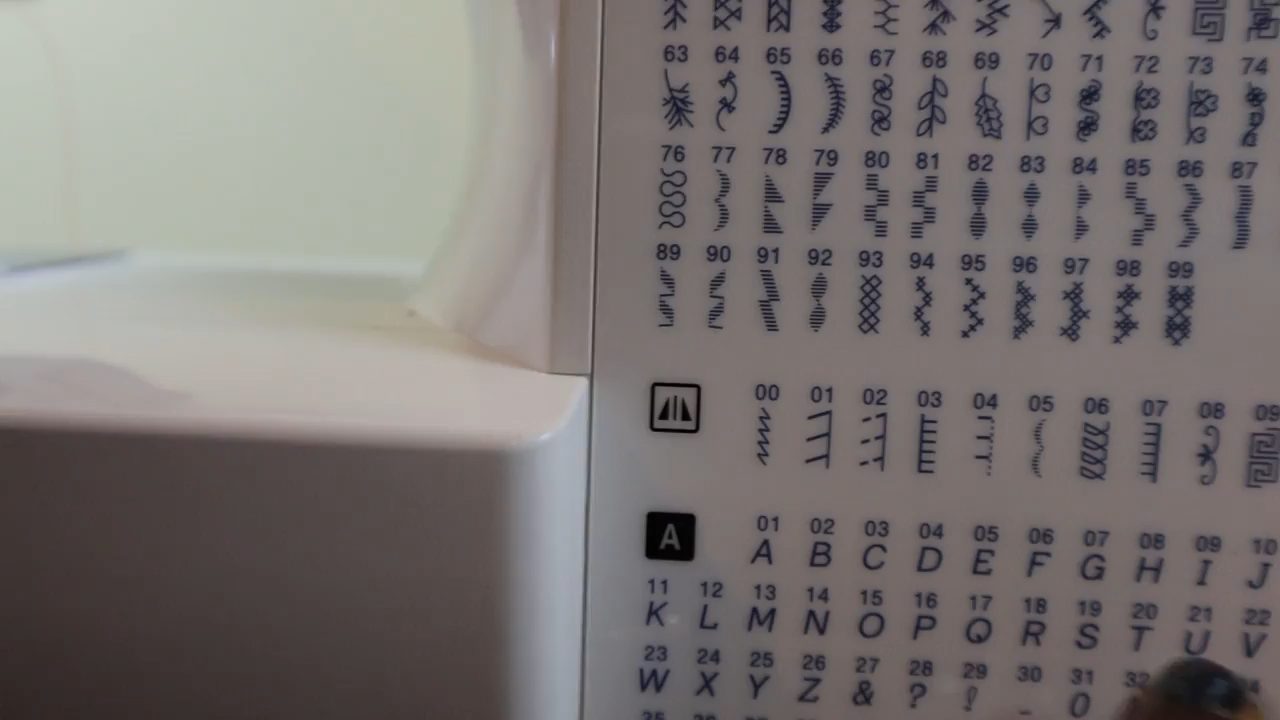 63 64 65 66 67 68 69 70 71 72 73 74
76 77 78 79 80 81 82 83 84 85 86 87
89 90 91 92 93 94 95 96 97 98 99
00 01 02 03 04 05 06 07 08 09
A 01 02 03 04 05 06 07 08 09 10
A B C D E F G H I J
11 12 13 14 15 16 17 18 19 20 21 22
K L M N O P Q R S T U V
23 24 25 26 27 28 29 30 31 32
W X Y Z & ? ! _ 0